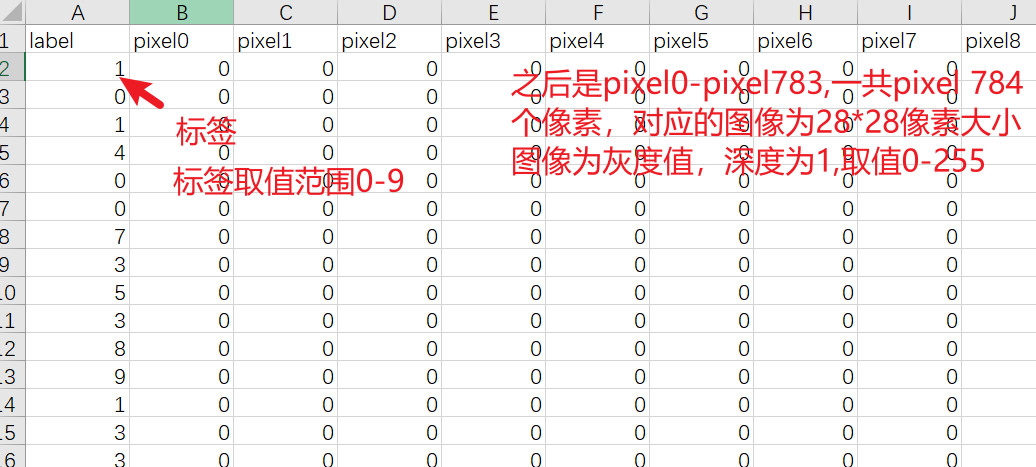 A B C D E F G H I J
1 label pixel0 pixel1 pixel2 pixel3 pixel4 pixel5 pixel6 pixel7 pixel8
2 1 0 0 0 0 0 0 0 0
3 0 0 0 0 0 0 0 0 0
4 1 0 0 0 0 0 0 0 0
5 4 0 0 0 0 0 0 0 0
6 0 0 0 0 0 0 0 0 0
7 0 0 0 0 0 0 0 0 0
8 7 0 0 0 0 0 0 0 0
9 3 0 0 0 0 0 0 0 0
.0 5 0 0 0 0 0 0 0 0
.1 3 0 0 0 0 0 0 0 0
.2 8 0 0 0 0 0 0 0 0
.3 9 0 0 0 0 0 0 0 0
.4 1 0 0 0 0 0 0 0 0
.5 3 0 0 0 0 0 0 0 0
.6 3 0 0 0 0 0 0 0 0
标签
标签取值范围0-9
之后是pixel0-pixel783,一共pixel 784
个像素，对应的图像为28*28像素大小
图像为灰度值，深度为1,取值0-255